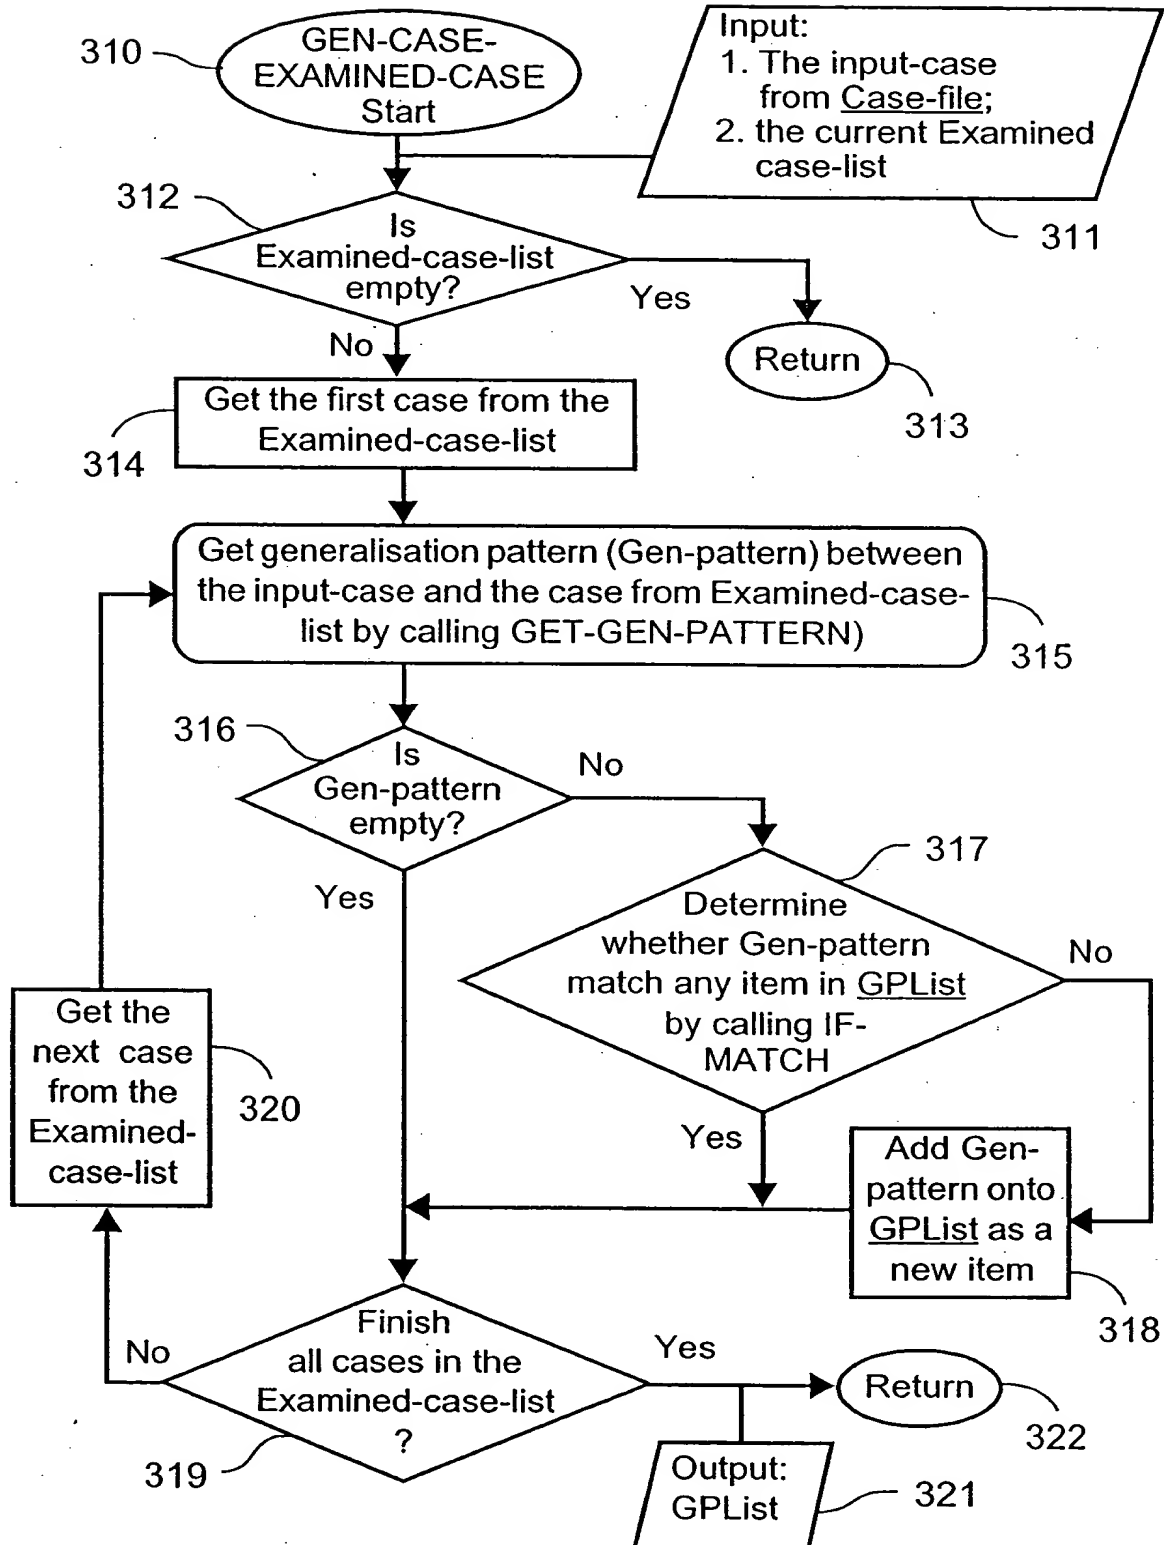 310
GEN-CASE-
EXAMINED-CASE
Start
Input:
1. The input-case
from Case-file;
2. the current Examined
case-list
311
312
Is
Examined-case-list
empty?
Yes
No
Return
313
Get the first case from the
Examined-case-list
314
Get generalisation pattern (Gen-pattern) between
the input-case and the case from Examined-case-
list by calling GET-GEN-PATTERN)
315
316
Is
Gen-pattern
empty?
No
Yes
317
Determine
whether Gen-pattern
match any item in GPList
by calling IF-
MATCH
No
Yes
Get the
next case
from the
Examined-
case-list
320
Add Gen-
pattern onto
GPList as a
new item
318
Finish
all cases in the
Examined-case-list
?
No
Yes
319
Return
322
Output:
GPList
321